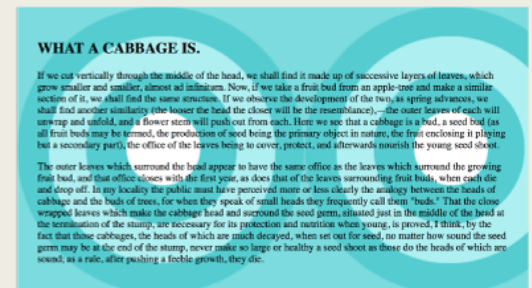 WHAT A CABBAGE IS.
If we cut vertically through the middle of the head, we shall find it made up of successive layers of leaves, which
grow smaller and smaller, almost ad infinitum. Now, if we take a fruit bud from an apple-tree and make a similar
section of it, we shall find the same structure. If we observe the development of the two, as spring advances, we
shall find another similarity (the looser the head the closer will be the resemblance),—the outer leaves of each will
unwrap and unfold, and a flower stem will push out from each. Here we see that a cabbage is a bud, a seed bud (as
all fruit buds may be termed, the production of seed being the primary object in nature, the fruit enclosing it playing
but a secondary part), the office of the leaves being to cover, protect, and afterwards nourish the young seed shoot.
The outer leaves which surround the head appear to have the same office as the leaves which surround the growing
fruit bud, and that office closes with the first year, as does that of the leaves surrounding fruit buds, when each die
and drop off. In my locality the public must have perceived more or less clearly the analogy between the heads of
cabbage and the buds of trees, for when they speak of small heads they frequently call them "buds." That the close
wrapped leaves which make the cabbage head and surround the seed germ, situated just in the middle of the head at
the termination of the stump, are necessary for its protection and nutrition when young, is proved, I think, by the
fact that those cabbages, the heads of which are much decayed, when set out for seed, no matter how sound the seed
germ may be at the end of the stump, never make so large or healthy a seed shoot as those do the heads of which are
sound; as a rule, after pushing a feeble growth, they die.